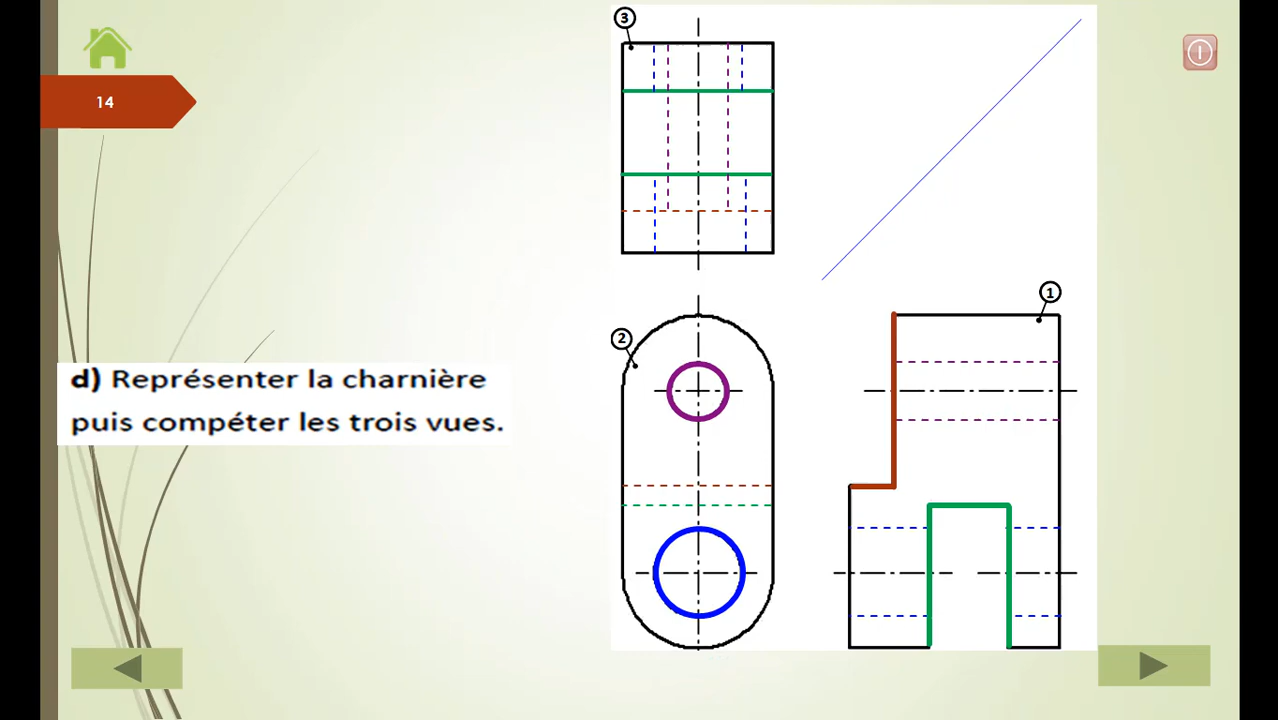 3
14
1
2
d) Représenter la charnière
puis compéter les trois vues.